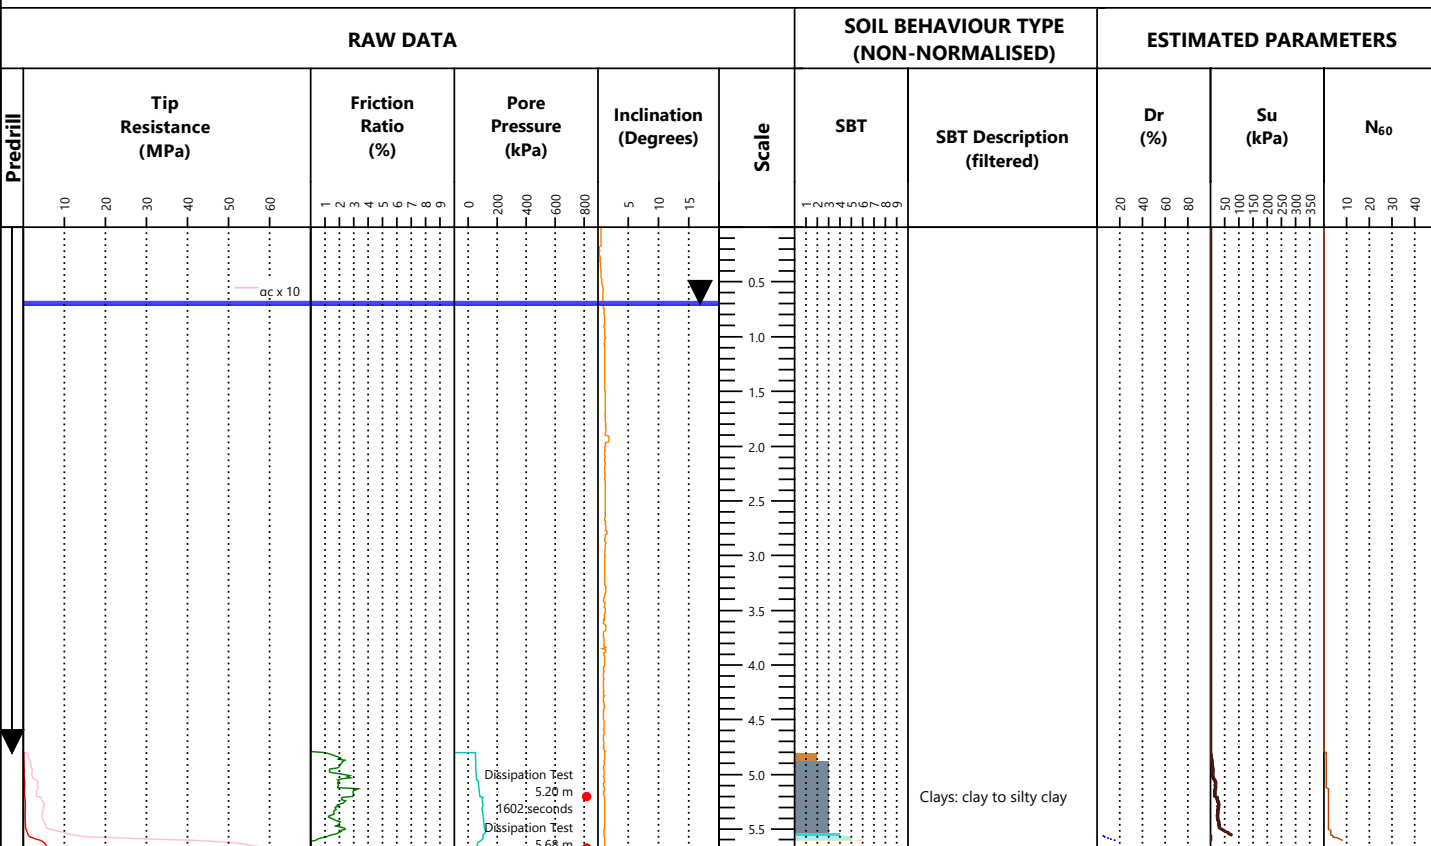 RAW DATA
SOIL BEHAVIOUR TYPE
(NON-NORMALISED)
ESTIMATED PARAMETERS
Predrill
Tip
Resistance
(MPa)
Friction
Ratio
(%)
Pore
Pressure
(kPa)
Inclination
(Degrees)
Scale
SBT
SBT Description
(filtered)
Dr
(%)
Su
(kPa)
N60
10 20 30 40 50 60
1 2 3 4 5 6 7 8 9
0 200 400 600 800
5 10 15
1 2 3 4 5 6 7 8 9
20 40 60 80
50 100 150 200 250 300 350
10 20 30 40
qc x 10
0.5
1.0
1.5
2.0
2.5
3.0
3.5
4.0
4.5
5.0
5.5
Dissipation Test
5.20 m
1602 seconds
Dissipation Test
5.68 m
Clays: clay to silty clay